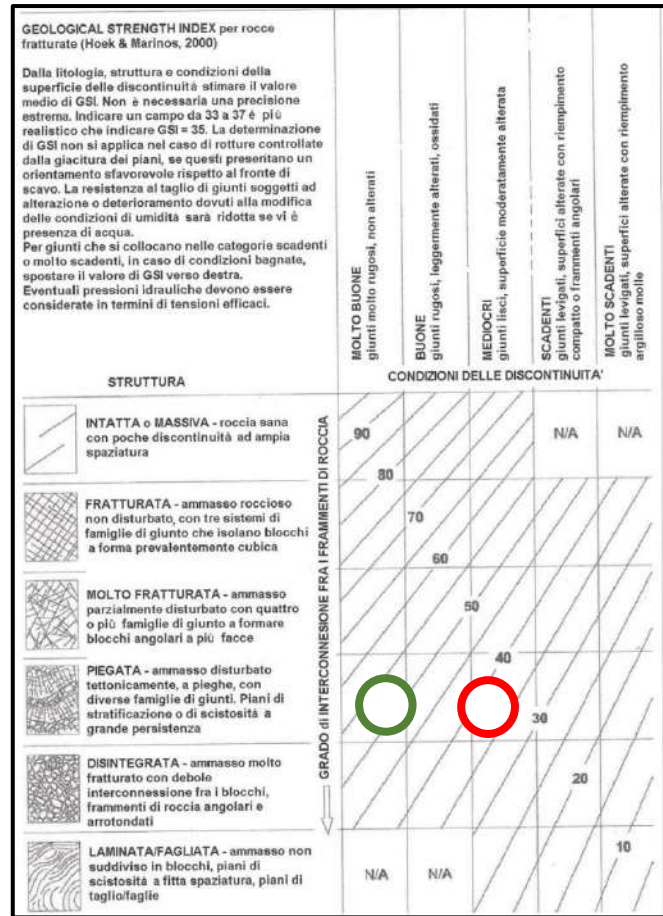 GEOLOGICAL STRENGTH INDEX per rocce
fratturate (Hoek & Marinos, 2000)
Dalla litologia, struttura e condizioni della
superficie delle discontinuità stimare il valore
medio di GSI. Non è necessaria una precisione
estrema. Indicare un campo da 33 a 37 è più
realistico che indicare GSI = 35. La determinazione
di GSI non si applica nel caso di rotture controllate
dalla giacitura dei piani, se questi presentano un
orientamento sfavorevole rispetto al fronte di
scavo. La resistenza al taglio di giunti soggetti ad
alterazione o deterioramento dovuti alla modifica
delle condizioni di umidità sarà ridotta se vi è
presenza di acqua.
Per giunti che si collocano nelle categorie scadenti
o molto scadenti, in caso di condizioni bagnate,
spostare il valore di GSI verso destra.
Eventuali pressioni idrauliche devono essere
considerate in termini di tensioni efficaci.
MOLTO BUONE
giunti molto rugosi, non alterati
BUONE
giunti rugosi, leggermente alterati, ossidati
MEDIOCRI
giunti lisci, superficie moderatamente alterata
SCADENTI
giunti levigati, superfici alterate con riempimento
compatto o frammenti angolari
MOLTO SCADENTI
giunti levigati, superfici alterate con riempimento
argilloso molle
STRUTTURA
CONDIZIONI DELLE DISCONTINUITA'
GRADO di INTERCONNESIONE FRA I FRAMMENTI DI ROCCIA
INTATTA o MASSIVA - roccia sana
con poche discontinuità ad ampia
spaziatura
90
N/A
N/A
80
FRATTURATA - ammasso roccioso
non disturbato, con tre sistemi di
famiglie di giunto che isolano blocchi
a forma prevalentemente cubica
70
60
MOLTO FRATTURATA - ammasso
parzialmente disturbato con quattro
o più famiglie di giunto a formare
blocchi angolari a più facce
50
40
PIEGATA - ammasso disturbato
tettonicamente, a pieghe, con
diverse famiglie di giunti. Piani di
stratificazione o di scistosità a
grande persistenza
30
DISINTEGRATA - ammasso molto
fratturato con debole
interconnessione fra i blocchi,
frammenti di roccia angolari e
arrotondati
20
LAMINATA/FAGLIATA - ammasso non
suddiviso in blocchi, piani di
scistosità a fitta spaziatura, piani di
taglio/faglie
N/A
N/A
10